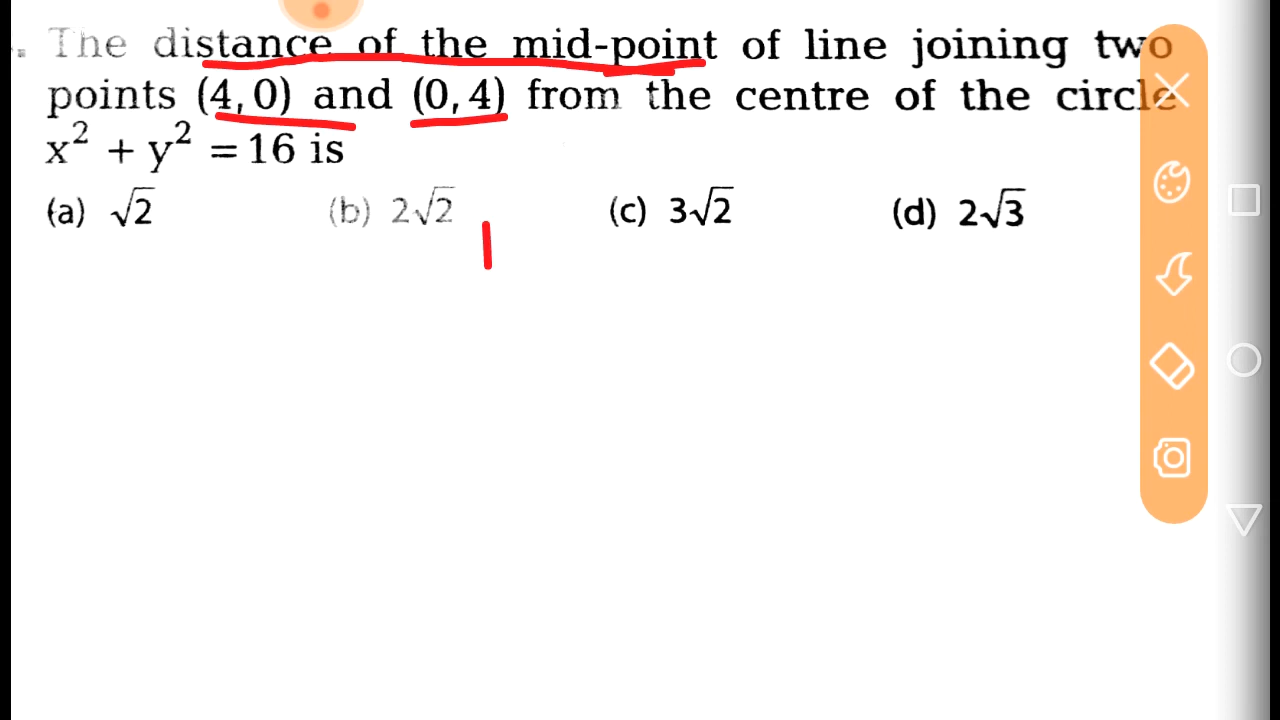 The distance of the mid-point of line joining two
points (4, 0) and (0, 4) from the centre of the circle
x² + y² = 16 is
(a) √2 (b) 2√2 (c) 3√2 (d) 2√3